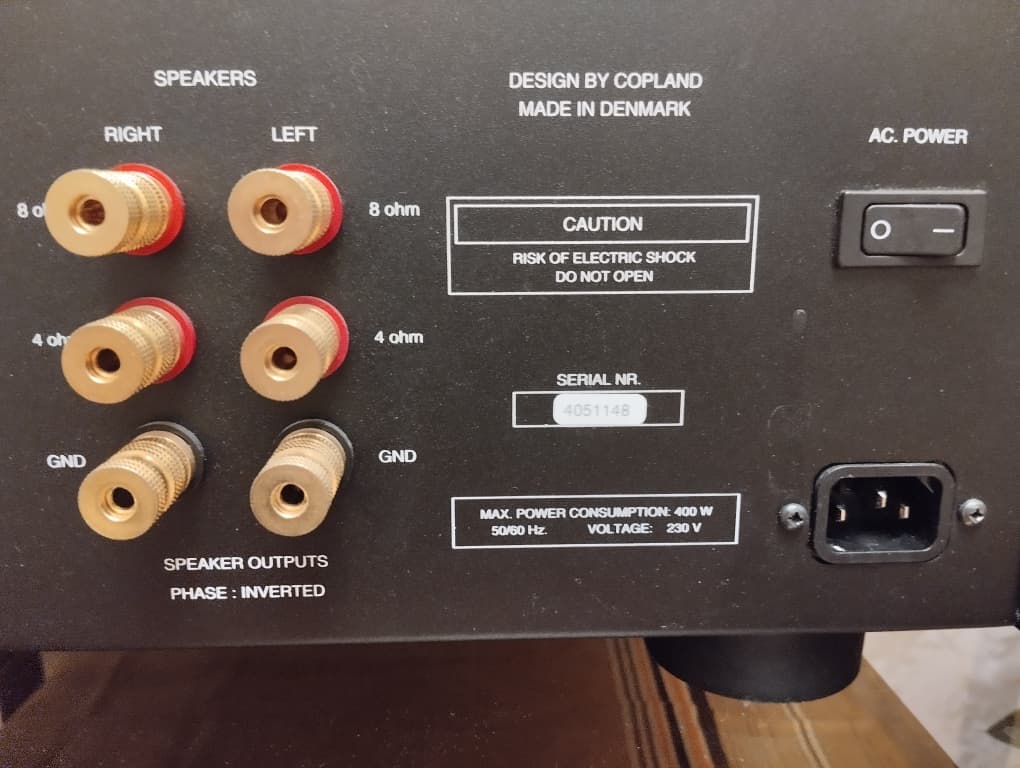 SPEAKERS
RIGHT LEFT
8 ohm
4 ohm
GND
8 ohm
4 ohm
GND
SPEAKER OUTPUTS
PHASE : INVERTED
DESIGN BY COPLAND
MADE IN DENMARK
CAUTION
RISK OF ELECTRIC SHOCK
DO NOT OPEN
SERIAL NR.
4051148
MAX. POWER CONSUMPTION: 400 W
50/60 Hz. VOLTAGE: 230 V
AC. POWER
O —